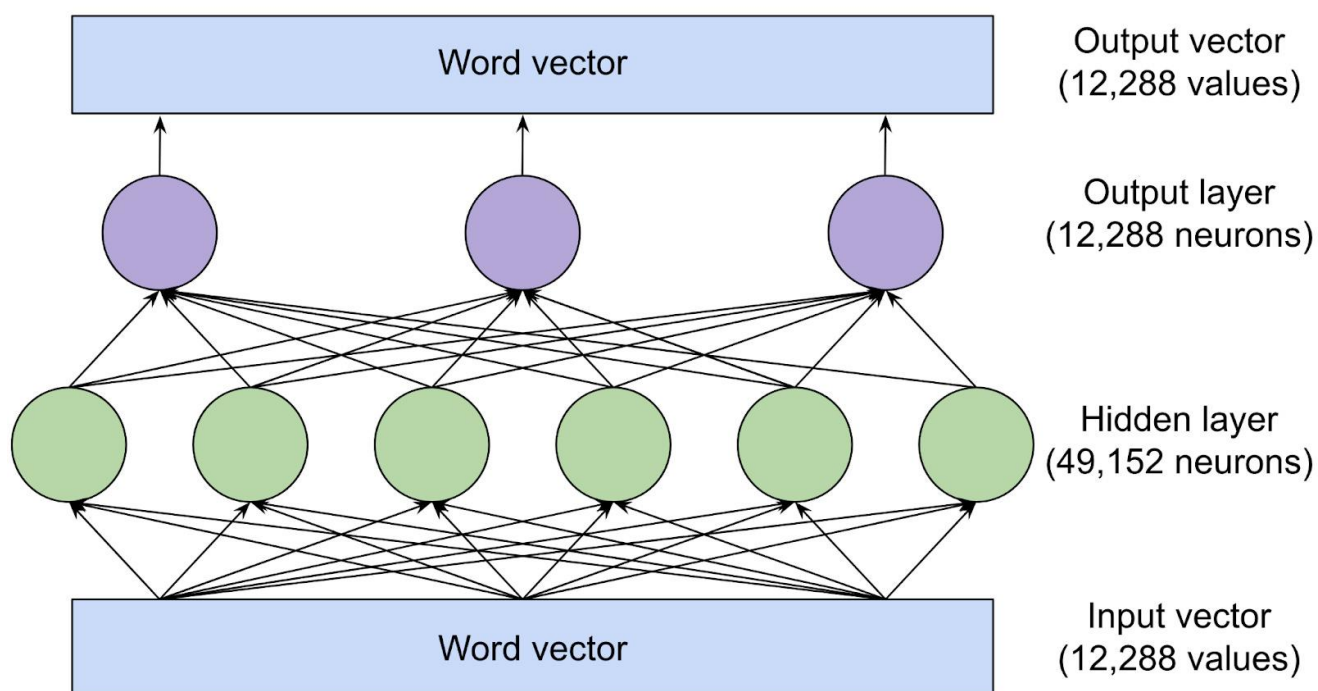 Word vector
Output vector
(12,288 values)
Output layer
(12,288 neurons)
Hidden layer
(49,152 neurons)
Word vector
Input vector
(12,288 values)